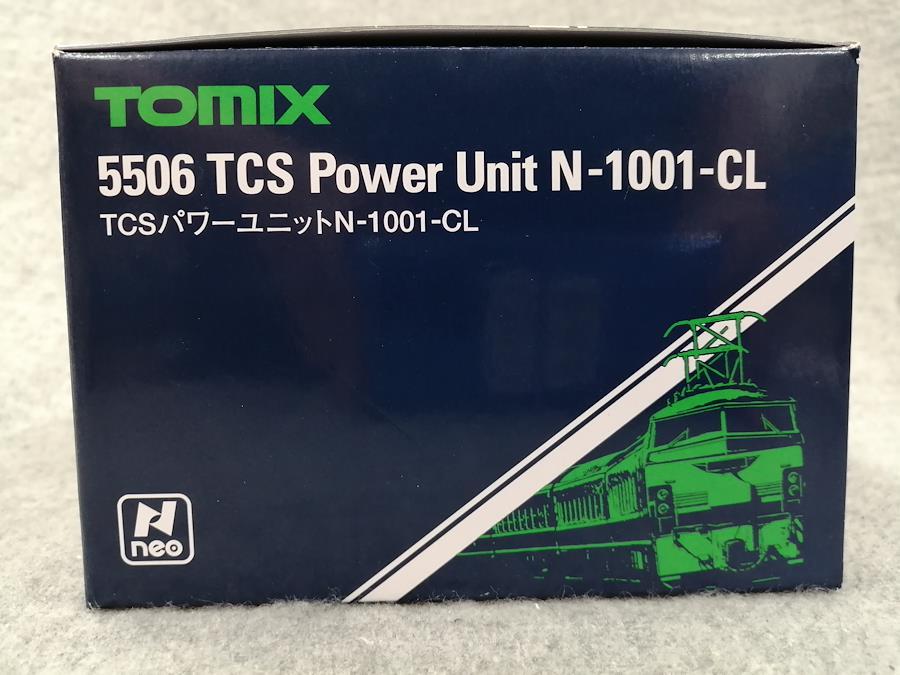 TOMIX
5506 TCS Power Unit N-1001-CL
TCSパワーユニットN-1001-CL
N
neo